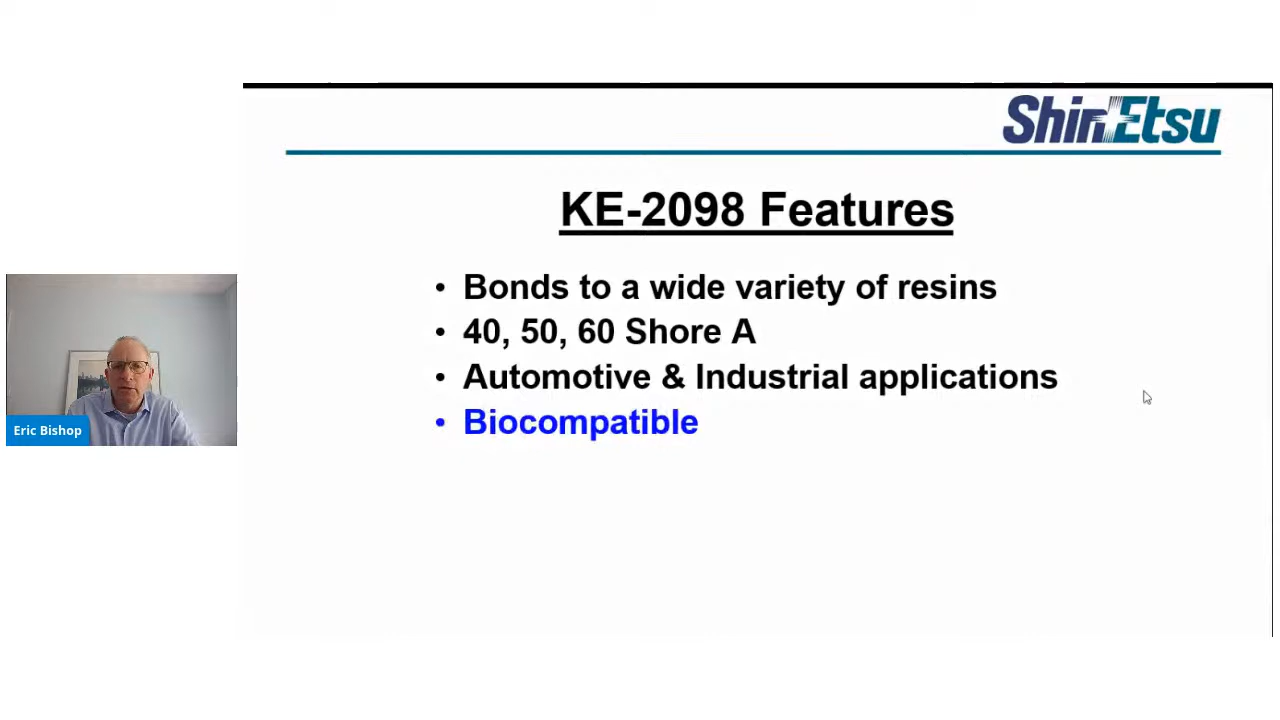 ShinEtsu
KE-2098 Features
• Bonds to a wide variety of resins
• 40, 50, 60 Shore A
• Automotive & Industrial applications
• Biocompatible
Eric Bishop